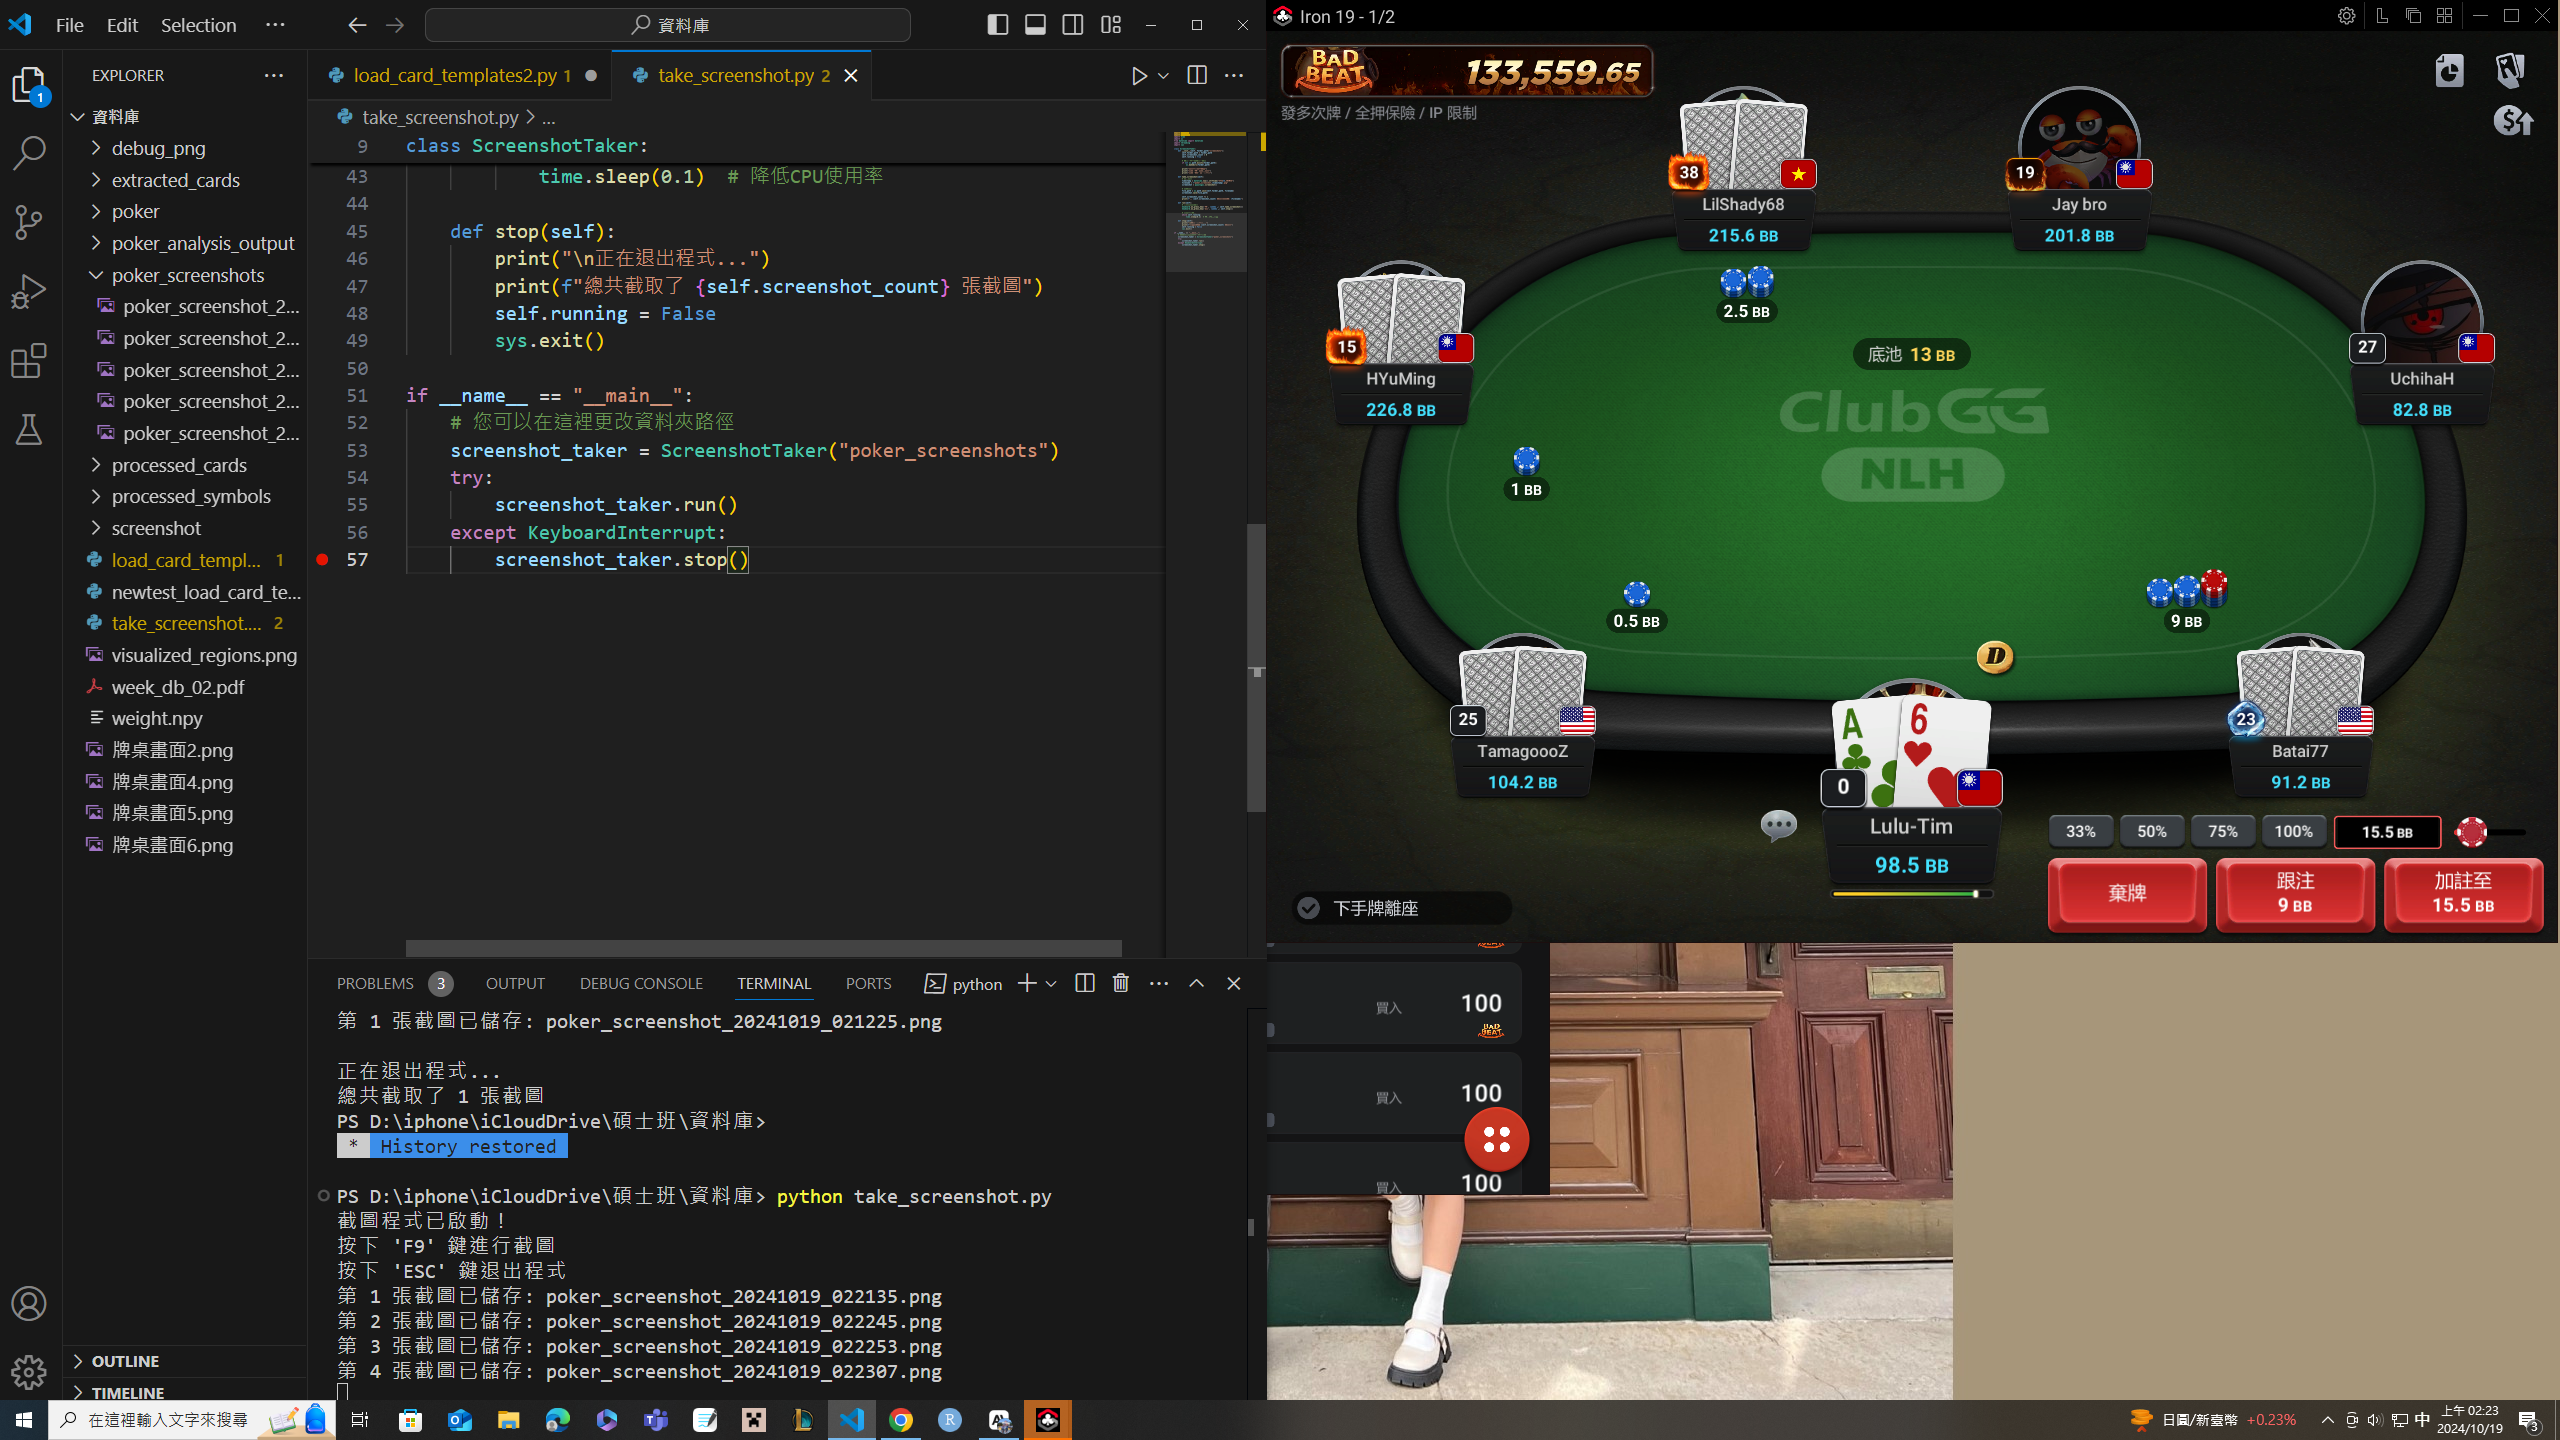 File Edit Selection ···
資料庫
EXPLORER
資料庫
debug_png
extracted_cards
poker
poker_analysis_output
poker_screenshots
poker_screenshot_2...
poker_screenshot_2...
poker_screenshot_2...
poker_screenshot_2...
poker_screenshot_2...
processed_cards
processed_symbols
screenshot
load_card_templ... 1
newtest_load_card_te...
take_screenshot.... 2
visualized_regions.png
week_db_02.pdf
weight.npy
牌桌畫面2.png
牌桌畫面4.png
牌桌畫面5.png
牌桌畫面6.png
OUTLINE
TIMELINE
1
load_card_templates2.py 1
take_screenshot.py 2
take_screenshot.py > ...
9 class ScreenshotTaker:
43 time.sleep(0.1) # 降低CPU使用率
44
45 def stop(self):
46 print("\n正在退出程式...")
47 print(f"總共截取了 {self.screenshot_count} 張截圖")
48 self.running = False
49 sys.exit()
50
51 if __name__ == "__main__":
52 # 您可以在這裡更改資料夾路徑
53 screenshot_taker = ScreenshotTaker("poker_screenshots")
54 try:
55 screenshot_taker.run()
56 except KeyboardInterrupt:
57 screenshot_taker.stop()
PROBLEMS 3 OUTPUT DEBUG CONSOLE TERMINAL PORTS python
第 1 張截圖已儲存: poker_screenshot_20241019_021225.png
正在退出程式...
總共截取了 1 張截圖
PS D:\iphone\iCloudDrive\碩士班\資料庫>
* History restored
PS D:\iphone\iCloudDrive\碩士班\資料庫> python take_screenshot.py
截圖程式已啟動！
按下 'F9' 鍵進行截圖
按下 'ESC' 鍵退出程式
第 1 張截圖已儲存: poker_screenshot_20241019_022135.png
第 2 張截圖已儲存: poker_screenshot_20241019_022245.png
第 3 張截圖已儲存: poker_screenshot_20241019_022253.png
第 4 張截圖已儲存: poker_screenshot_20241019_022307.png
Iron 19 - 1/2
BAD BEAT 133,559.65
發多次牌 / 全押保險 / IP 限制
38
LilShady68
215.6 BB
19
Jay bro
201.8 BB
2.5 BB
15
HYuMing
226.8 BB
27
UchihaH
82.8 BB
底池 13 BB
ClubGG
NLH
1 BB
0.5 BB
9 BB
D
25
TamagoooZ
104.2 BB
A 6
0
Lulu-Tim
98.5 BB
23
Batai77
91.2 BB
33% 50% 75% 100% 15.5 BB
棄牌
跟注
9 BB
加註至
15.5 BB
下手牌離座
買入 100
BAD BEAT
買入 100
買入 100
在這裡輸入文字來搜尋
日圓/新臺幣 +0.23%
中
上午 02:23
2024/10/19
3